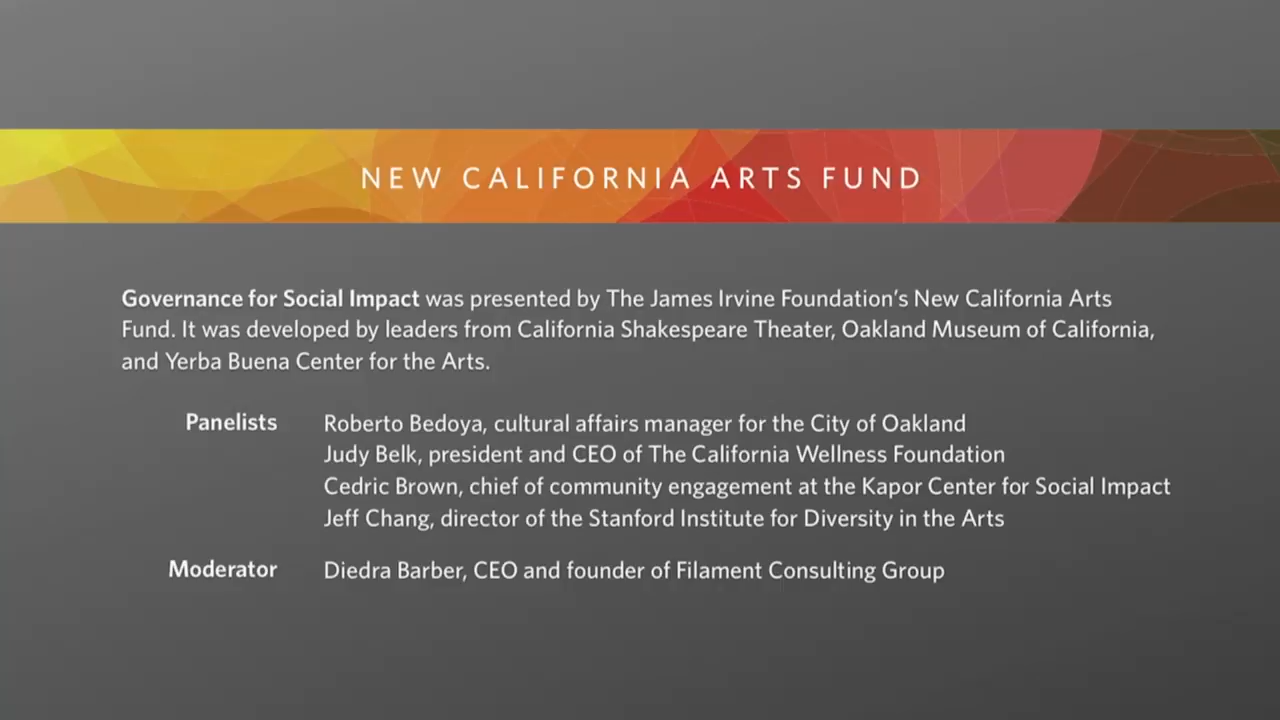 NEW CALIFORNIA ARTS FUND
Governance for Social Impact was presented by The James Irvine Foundation's New California Arts
Fund. It was developed by leaders from California Shakespeare Theater, Oakland Museum of California,
and Yerba Buena Center for the Arts.
Panelists Roberto Bedoya, cultural affairs manager for the City of Oakland
Judy Belk, president and CEO of The California Wellness Foundation
Cedric Brown, chief of community engagement at the Kapor Center for Social Impact
Jeff Chang, director of the Stanford Institute for Diversity in the Arts
Moderator Diedra Barber, CEO and founder of Filament Consulting Group